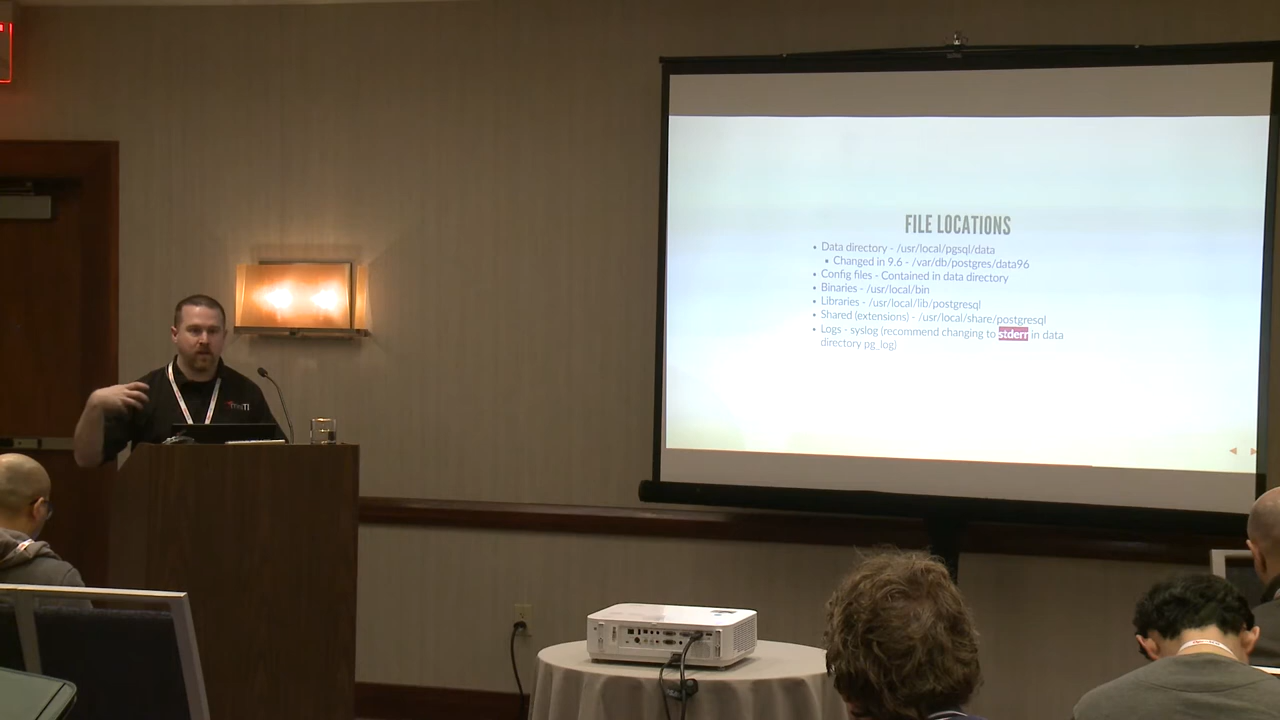 FILE LOCATIONS
• Data directory - /usr/local/pgsql/data
• Changed in 9.6 - /var/db/postgres/data96
• Config files - Contained in data directory
• Binaries - /usr/local/bin
• Libraries - /usr/local/lib/postgresql
• Shared (extensions) - /usr/local/share/postgresql
• Logs - syslog (recommend changing to stderr in data
directory pg_log)